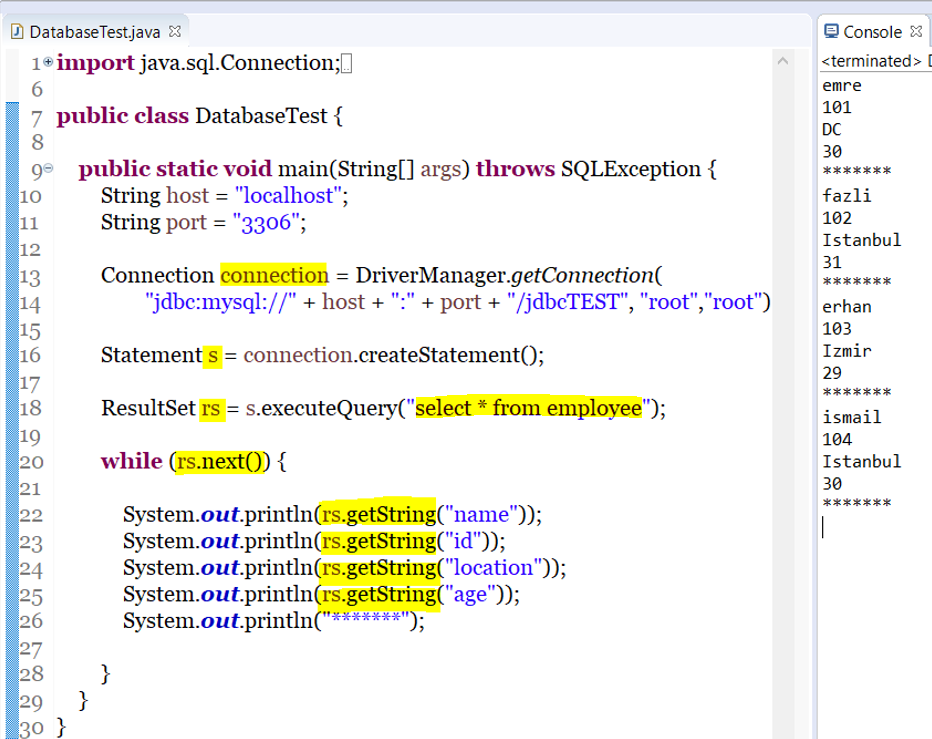 DatabaseTest.java
1 import java.sql.Connection;
6
7 public class DatabaseTest {
8
9 public static void main(String[] args) throws SQLException {
10 String host = "localhost";
11 String port = "3306";
12
13 Connection connection = DriverManager.getConnection(
14 "jdbc:mysql://" + host + ":" + port + "/jdbcTEST", "root","root")
15
16 Statement s = connection.createStatement();
17
18 ResultSet rs = s.executeQuery("select * from employee");
19
20 while (rs.next()) {
21
22 System.out.println(rs.getString("name"));
23 System.out.println(rs.getString("id"));
24 System.out.println(rs.getString("location"));
25 System.out.println(rs.getString("age"));
26 System.out.println("*******");
27
28 }
29 }
30 }
Console
<terminated> D
emre
101
DC
30
*******
fazli
102
Istanbul
31
*******
erhan
103
Izmir
29
*******
ismail
104
Istanbul
30
*******